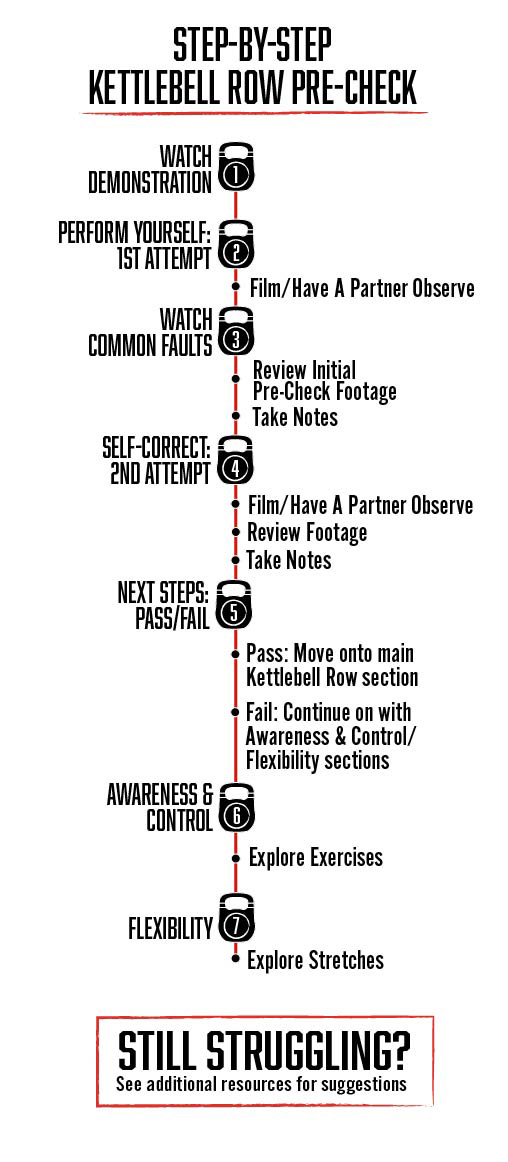 STEP-BY-STEP
KETTLEBELL ROW PRE-CHECK
WATCH
DEMONSTRATION
1
PERFORM YOURSELF:
1ST ATTEMPT
2
Film/Have A Partner Observe
WATCH
COMMON FAULTS
3
Review Initial
Pre-Check Footage
Take Notes
SELF-CORRECT:
2ND ATTEMPT
4
Film/Have A Partner Observe
Review Footage
Take Notes
NEXT STEPS:
PASS/FAIL
5
Pass: Move onto main
Kettlebell Row section
Fail: Continue on with
Awareness & Control/
Flexibility sections
AWARENESS &
CONTROL
6
Explore Exercises
FLEXIBILITY
7
Explore Stretches
STILL STRUGGLING?
See additional resources for suggestions